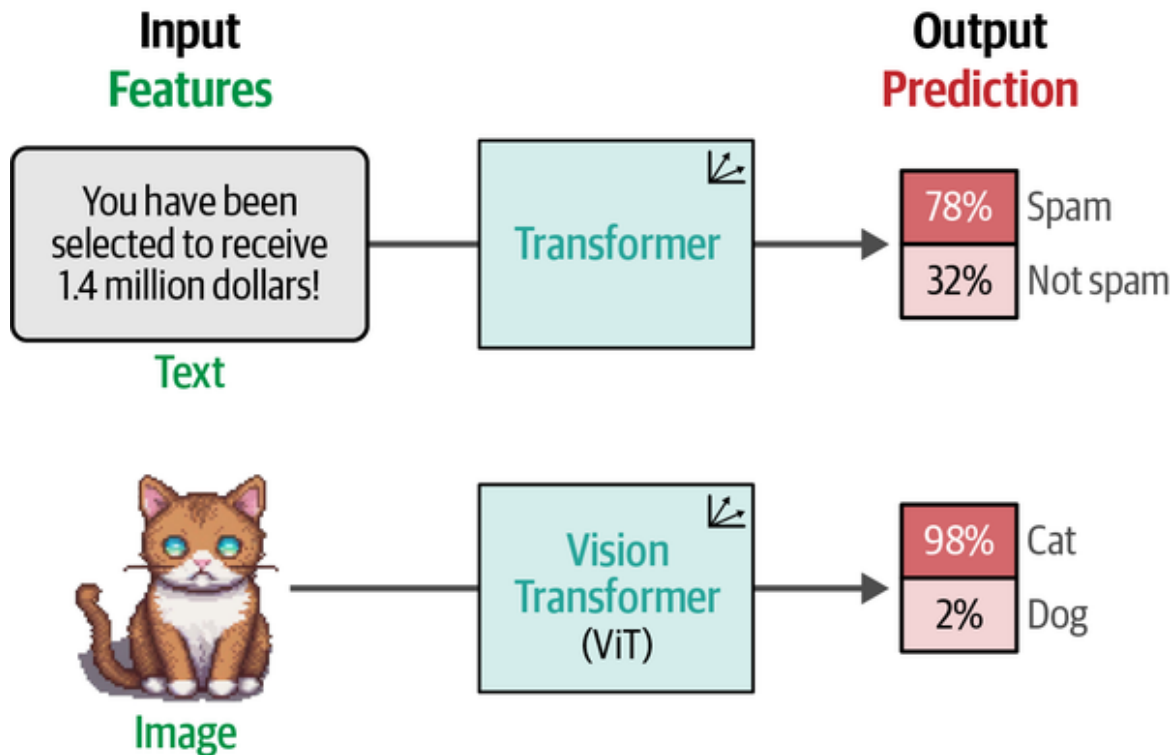 Input
Features
Output
Prediction
You have been
selected to receive
1.4 million dollars!
Text
Transformer
78% Spam
32% Not spam
Vision
Transformer
(ViT)
98% Cat
2% Dog
Image